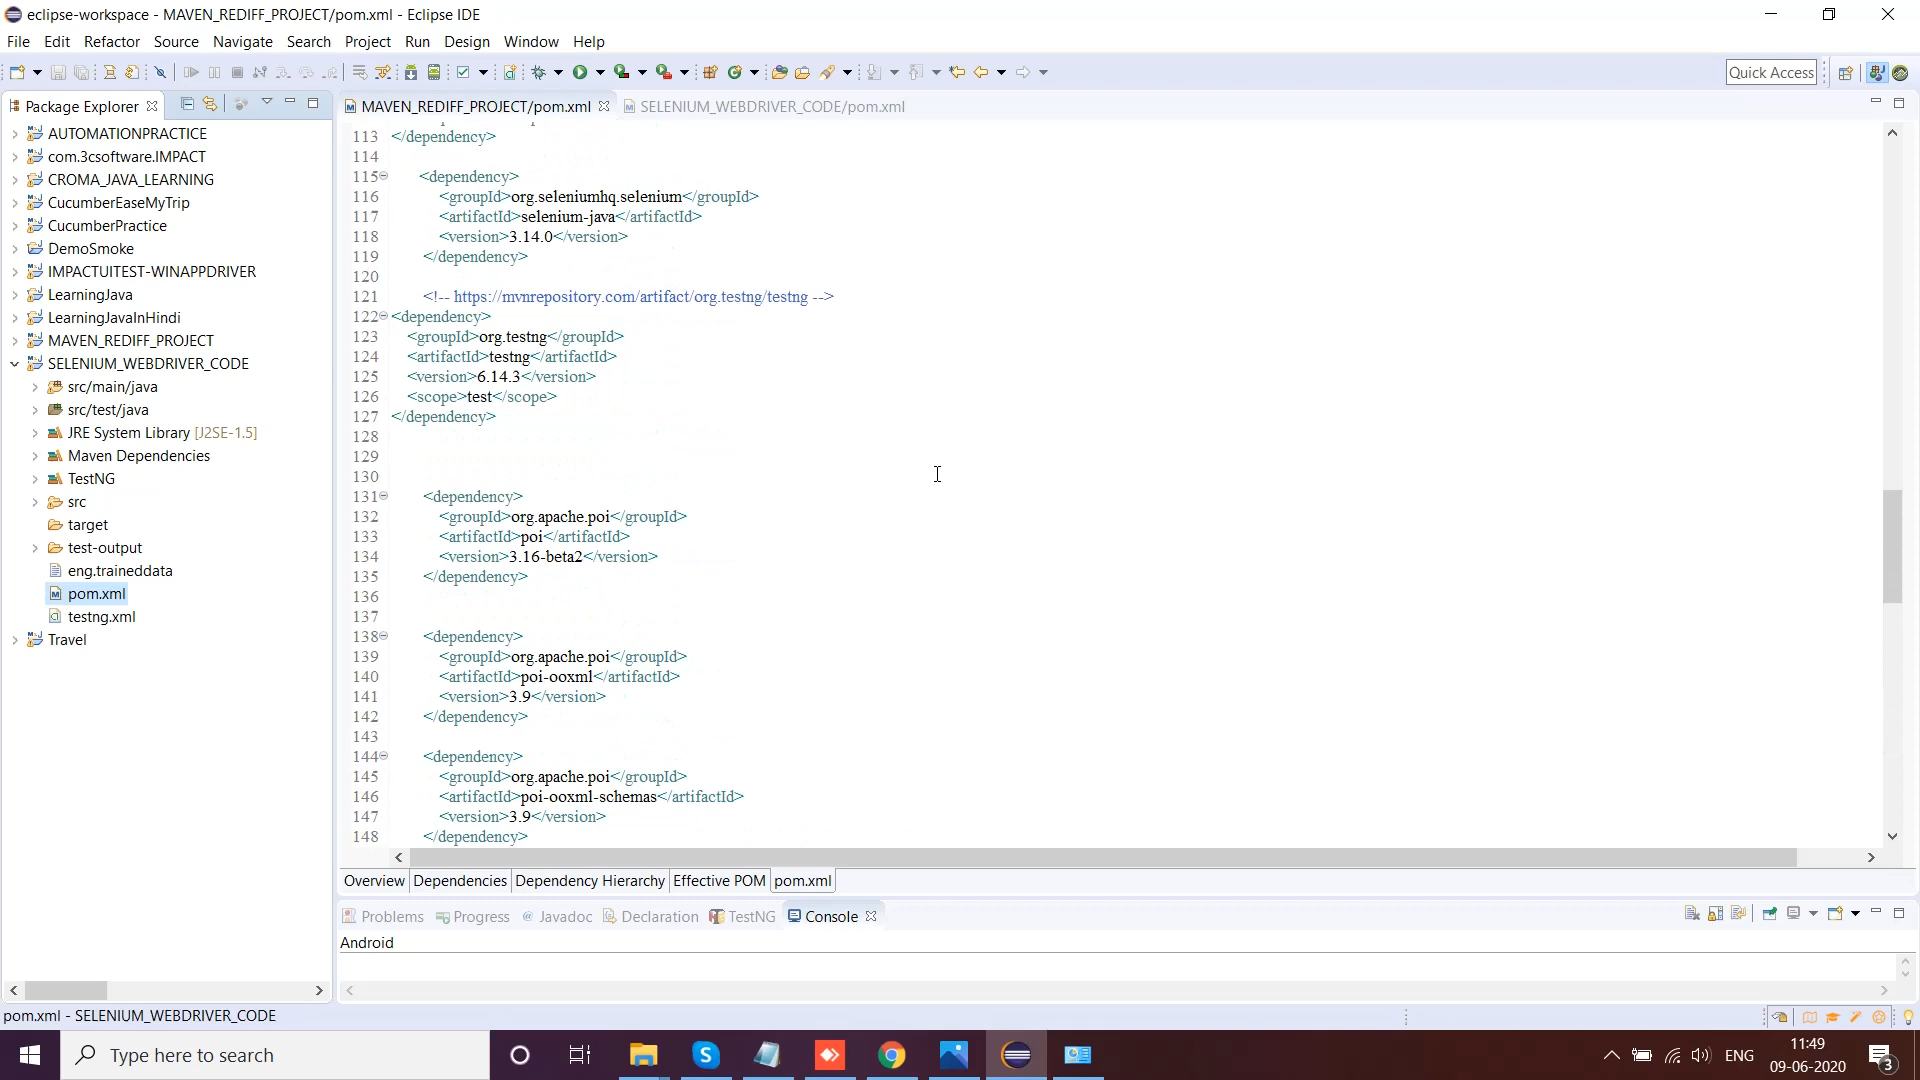 eclipse-workspace - MAVEN_REDIFF_PROJECT/pom.xml - Eclipse IDE
File Edit Refactor Source Navigate Search Project Run Design Window Help
Quick Access
Package Explorer
MAVEN_REDIFF_PROJECT/pom.xml SELENIUM_WEBDRIVER_CODE/pom.xml
AUTOMATIONPRACTICE
com.3csoftware.IMPACT
CROMA_JAVA_LEARNING
CucumberEaseMyTrip
CucumberPractice
DemoSmoke
IMPACTUITEST-WINAPPDRIVER
LearningJava
LearningJavaInHindi
MAVEN_REDIFF_PROJECT
SELENIUM_WEBDRIVER_CODE
src/main/java
src/test/java
JRE System Library [J2SE-1.5]
Maven Dependencies
TestNG
src
target
test-output
eng.traineddata
pom.xml
testng.xml
Travel
113 </dependency>
114
115 <dependency>
116 <groupId>org.seleniumhq.selenium</groupId>
117 <artifactId>selenium-java</artifactId>
118 <version>3.14.0</version>
119 </dependency>
120
121 <!-- https://mvnrepository.com/artifact/org.testng/testng -->
122 <dependency>
123 <groupId>org.testng</groupId>
124 <artifactId>testng</artifactId>
125 <version>6.14.3</version>
126 <scope>test</scope>
127 </dependency>
128
129
130
131 <dependency>
132 <groupId>org.apache.poi</groupId>
133 <artifactId>poi</artifactId>
134 <version>3.16-beta2</version>
135 </dependency>
136
137
138 <dependency>
139 <groupId>org.apache.poi</groupId>
140 <artifactId>poi-ooxml</artifactId>
141 <version>3.9</version>
142 </dependency>
143
144 <dependency>
145 <groupId>org.apache.poi</groupId>
146 <artifactId>poi-ooxml-schemas</artifactId>
147 <version>3.9</version>
148 </dependency>
Overview Dependencies Dependency Hierarchy Effective POM pom.xml
Problems Progress Javadoc Declaration TestNG Console
Android
pom.xml - SELENIUM_WEBDRIVER_CODE
Type here to search
ENG
11:49
09-06-2020
3